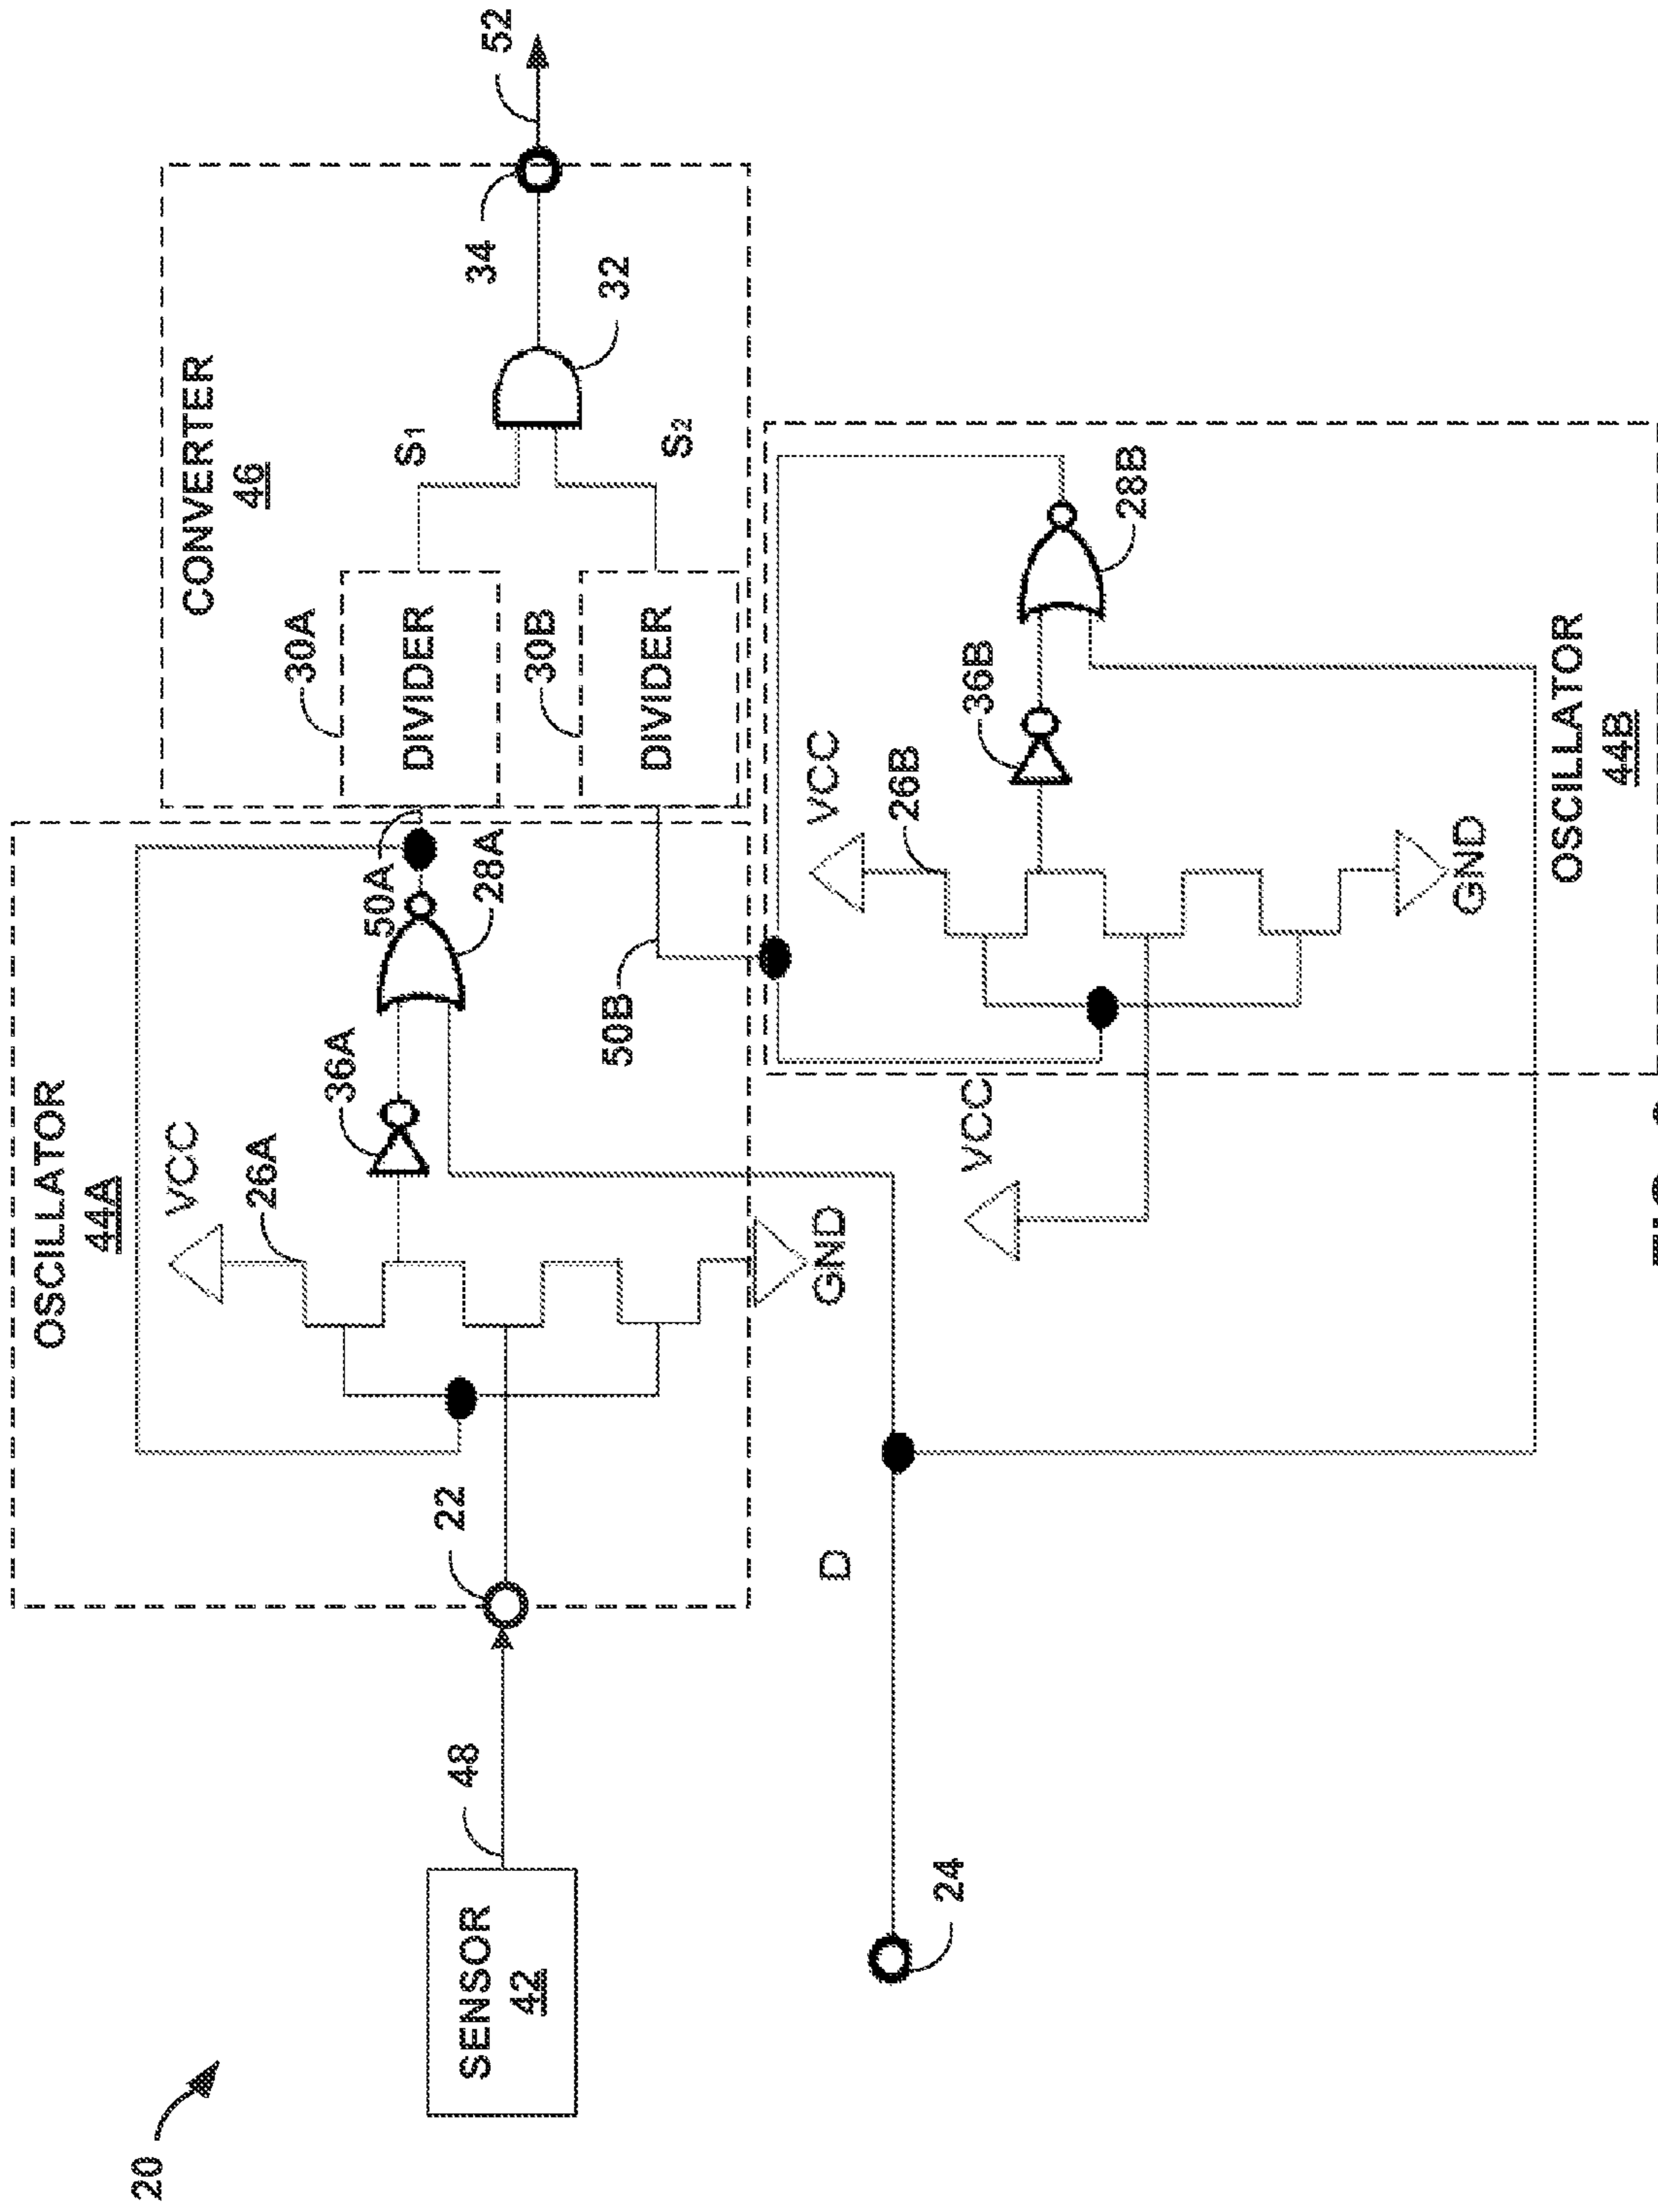 20
SENSOR
42
48
22
24
D
OSCILLATOR
44A
VCC
26A
36A
28A
50A
GND
50B
CONVERTER
46
30A
DIVIDER
30B
DIVIDER
S1
S2
32
34
52
VCC
VCC
26B
36B
28B
GND
OSCILLATOR
44B